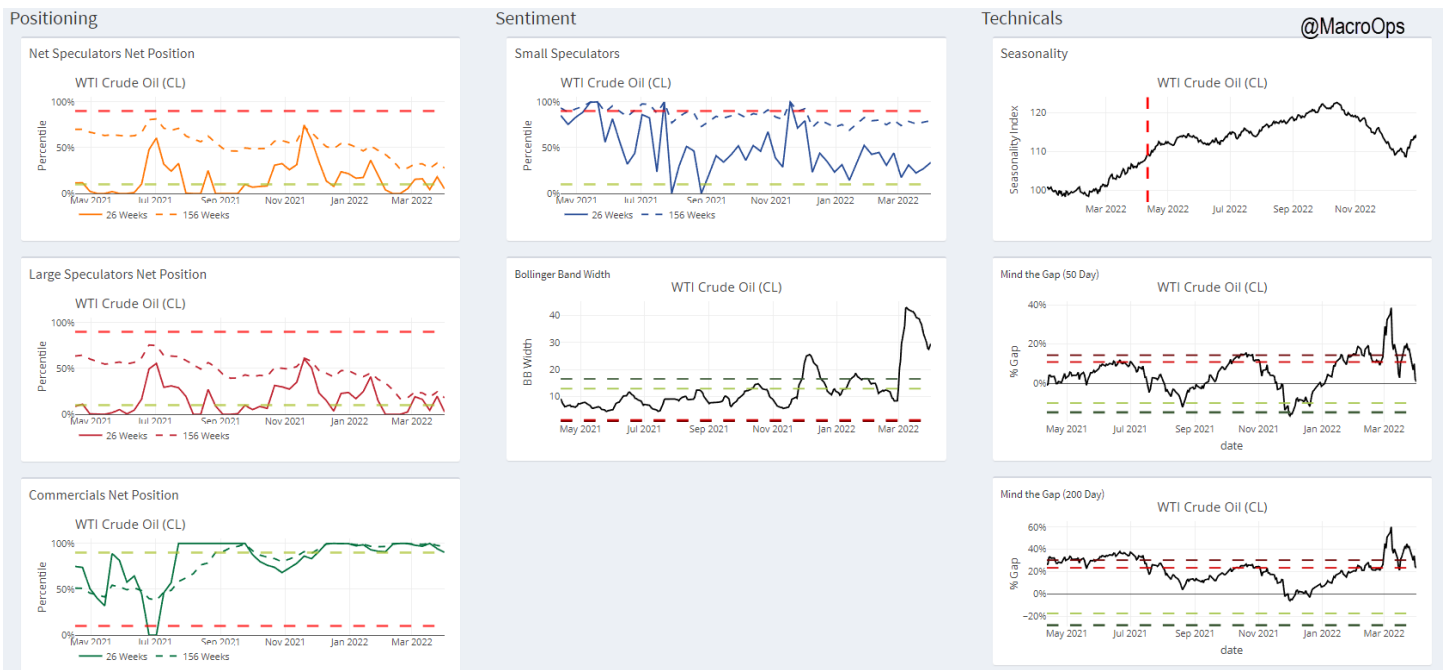 Positioning
Net Speculators Net Position
WTI Crude Oil (CL)
100%
50%
0%
Percentile
May 2021 Jul 2021 Sep 2021 Nov 2021 Jan 2022 Mar 2022
26 Weeks 156 Weeks
Large Speculators Net Position
WTI Crude Oil (CL)
100%
50%
0%
Percentile
May 2021 Jul 2021 Sep 2021 Nov 2021 Jan 2022 Mar 2022
26 Weeks 156 Weeks
Commercials Net Position
WTI Crude Oil (CL)
100%
50%
0%
Percentile
May 2021 Jul 2021 Sep 2021 Nov 2021 Jan 2022 Mar 2022
26 Weeks 156 Weeks
Sentiment
Small Speculators
WTI Crude Oil (CL)
100%
50%
0%
Percentile
May 2021 Jul 2021 Sep 2021 Nov 2021 Jan 2022 Mar 2022
26 Weeks 156 Weeks
Bollinger Band Width
WTI Crude Oil (CL)
40
30
20
10
BB Width
May 2021 Jul 2021 Sep 2021 Nov 2021 Jan 2022 Mar 2022
Technicals
@MacroOps
Seasonality
WTI Crude Oil (CL)
120
110
100
Seasonality Index
Mar 2022 May 2022 Jul 2022 Sep 2022 Nov 2022
Mind the Gap (50 Day)
WTI Crude Oil (CL)
40%
20%
0%
% Gap
May 2021 Jul 2021 Sep 2021 Nov 2021 Jan 2022 Mar 2022
date
Mind the Gap (200 Day)
WTI Crude Oil (CL)
60%
40%
20%
0%
−20%
% Gap
May 2021 Jul 2021 Sep 2021 Nov 2021 Jan 2022 Mar 2022
date